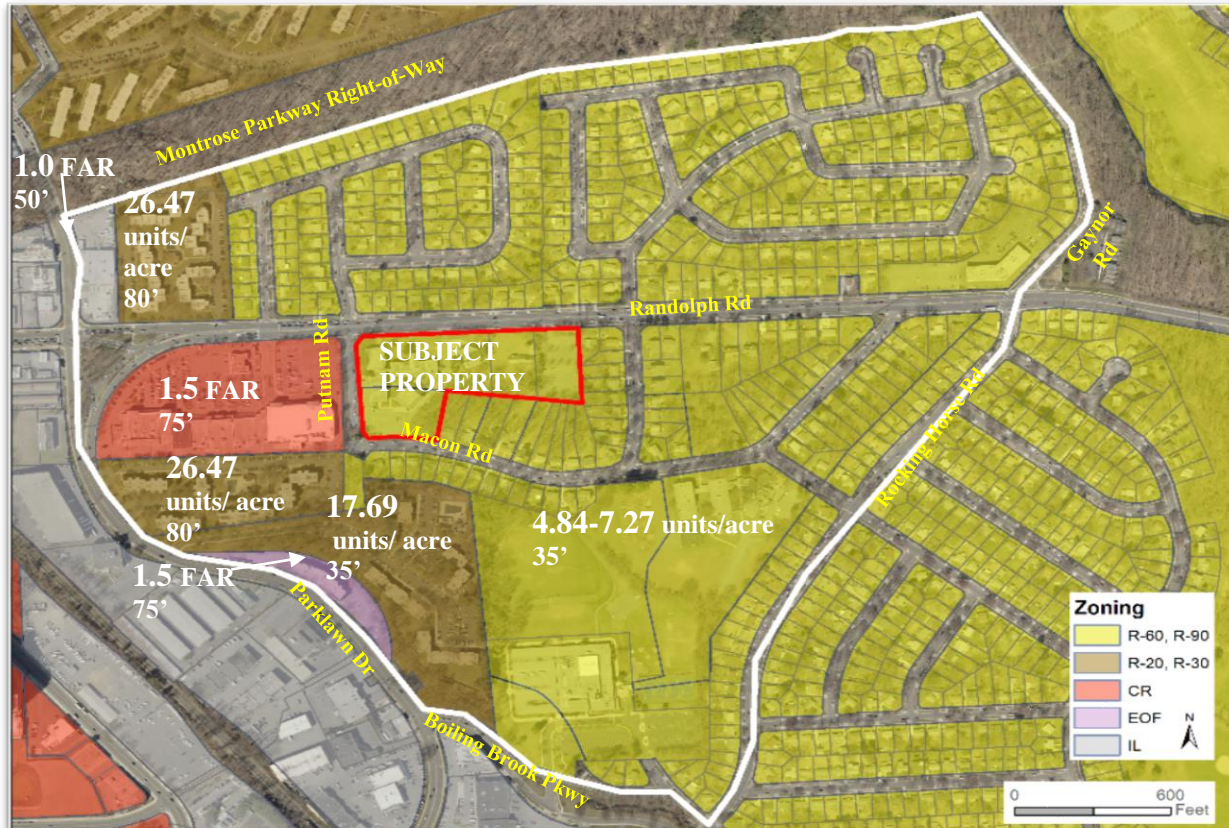 Montrose Parkway Right-of-Way
1.0 FAR
50’
26.47
units/
acre
80’
Gaynor
Rd
Randolph Rd
Putnam Rd
SUBJECT
PROPERTY
1.5 FAR
75’
Macon Rd
Rocking Horse Rd
26.47
units/ acre
80’
17.69
units/ acre
35’
4.84-7.27 units/acre
35’
1.5 FAR
75’
Parklawn Dr
Boiling Brook Pkwy
Zoning
R-60, R-90
R-20, R-30
CR
EOF
IL
N
0 600
Feet